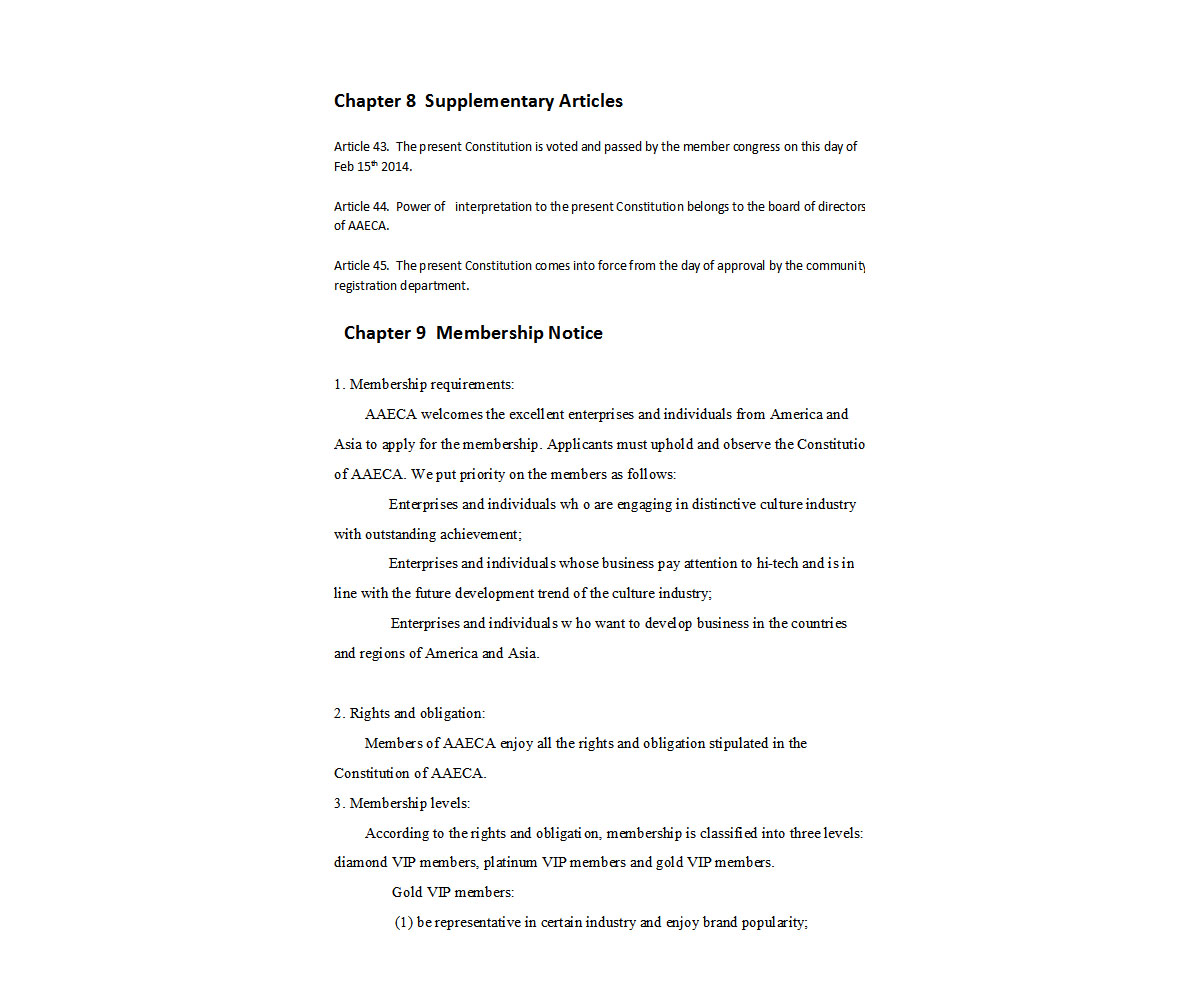 Chapter 8 Supplementary Articles
Article 43. The present Constitution is voted and passed by the member congress on this day of
Feb 15th 2014.
Article 44. Power of interpretation to the present Constitution belongs to the board of directors
of AAECA.
Article 45. The present Constitution comes into force from the day of approval by the community
registration department.
Chapter 9 Membership Notice
1. Membership requirements:
AAECA welcomes the excellent enterprises and individuals from America and
Asia to apply for the membership. Applicants must uphold and observe the Constitutio
of AAECA. We put priority on the members as follows:
Enterprises and individuals wh o are engaging in distinctive culture industry
with outstanding achievement;
Enterprises and individuals whose business pay attention to hi-tech and is in
line with the future development trend of the culture industry;
Enterprises and individuals w ho want to develop business in the countries
and regions of America and Asia.
2. Rights and obligation:
Members of AAECA enjoy all the rights and obligation stipulated in the
Constitution of AAECA.
3. Membership levels:
According to the rights and obligation, membership is classified into three levels:
diamond VIP members, platinum VIP members and gold VIP members.
Gold VIP members:
(1) be representative in certain industry and enjoy brand popularity;